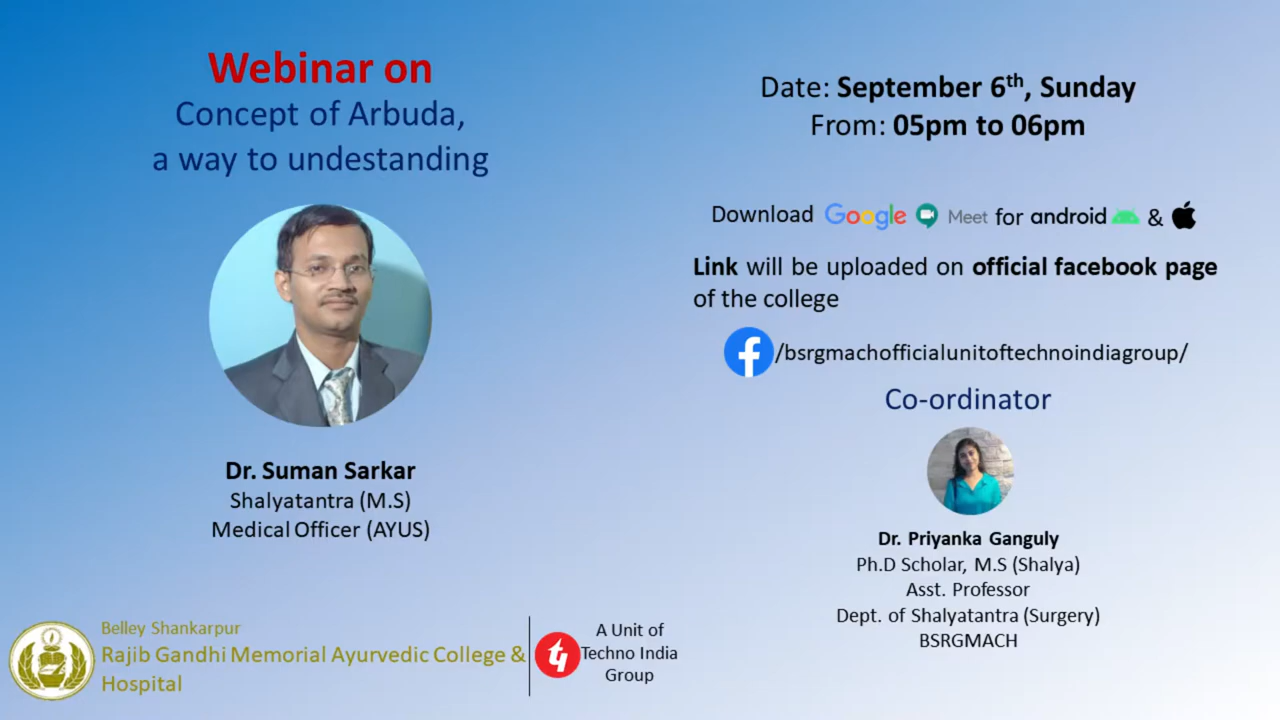 Webinar on
Concept of Arbuda,
a way to undestanding
Dr. Suman Sarkar
Shalyatantra (M.S)
Medical Officer (AYUS)
Date: September 6th, Sunday
From: 05pm to 06pm
Download Google Meet for android & 
Link will be uploaded on official facebook page
of the college
/bsrgmachofficialunitoftechnoindiagroup/
Co-ordinator
Dr. Priyanka Ganguly
Ph.D Scholar, M.S (Shalya)
Asst. Professor
Dept. of Shalyatantra (Surgery)
BSRGMACH
Belley Shankarpur
Rajib Gandhi Memorial Ayurvedic College &
Hospital
A Unit of
Techno India
Group